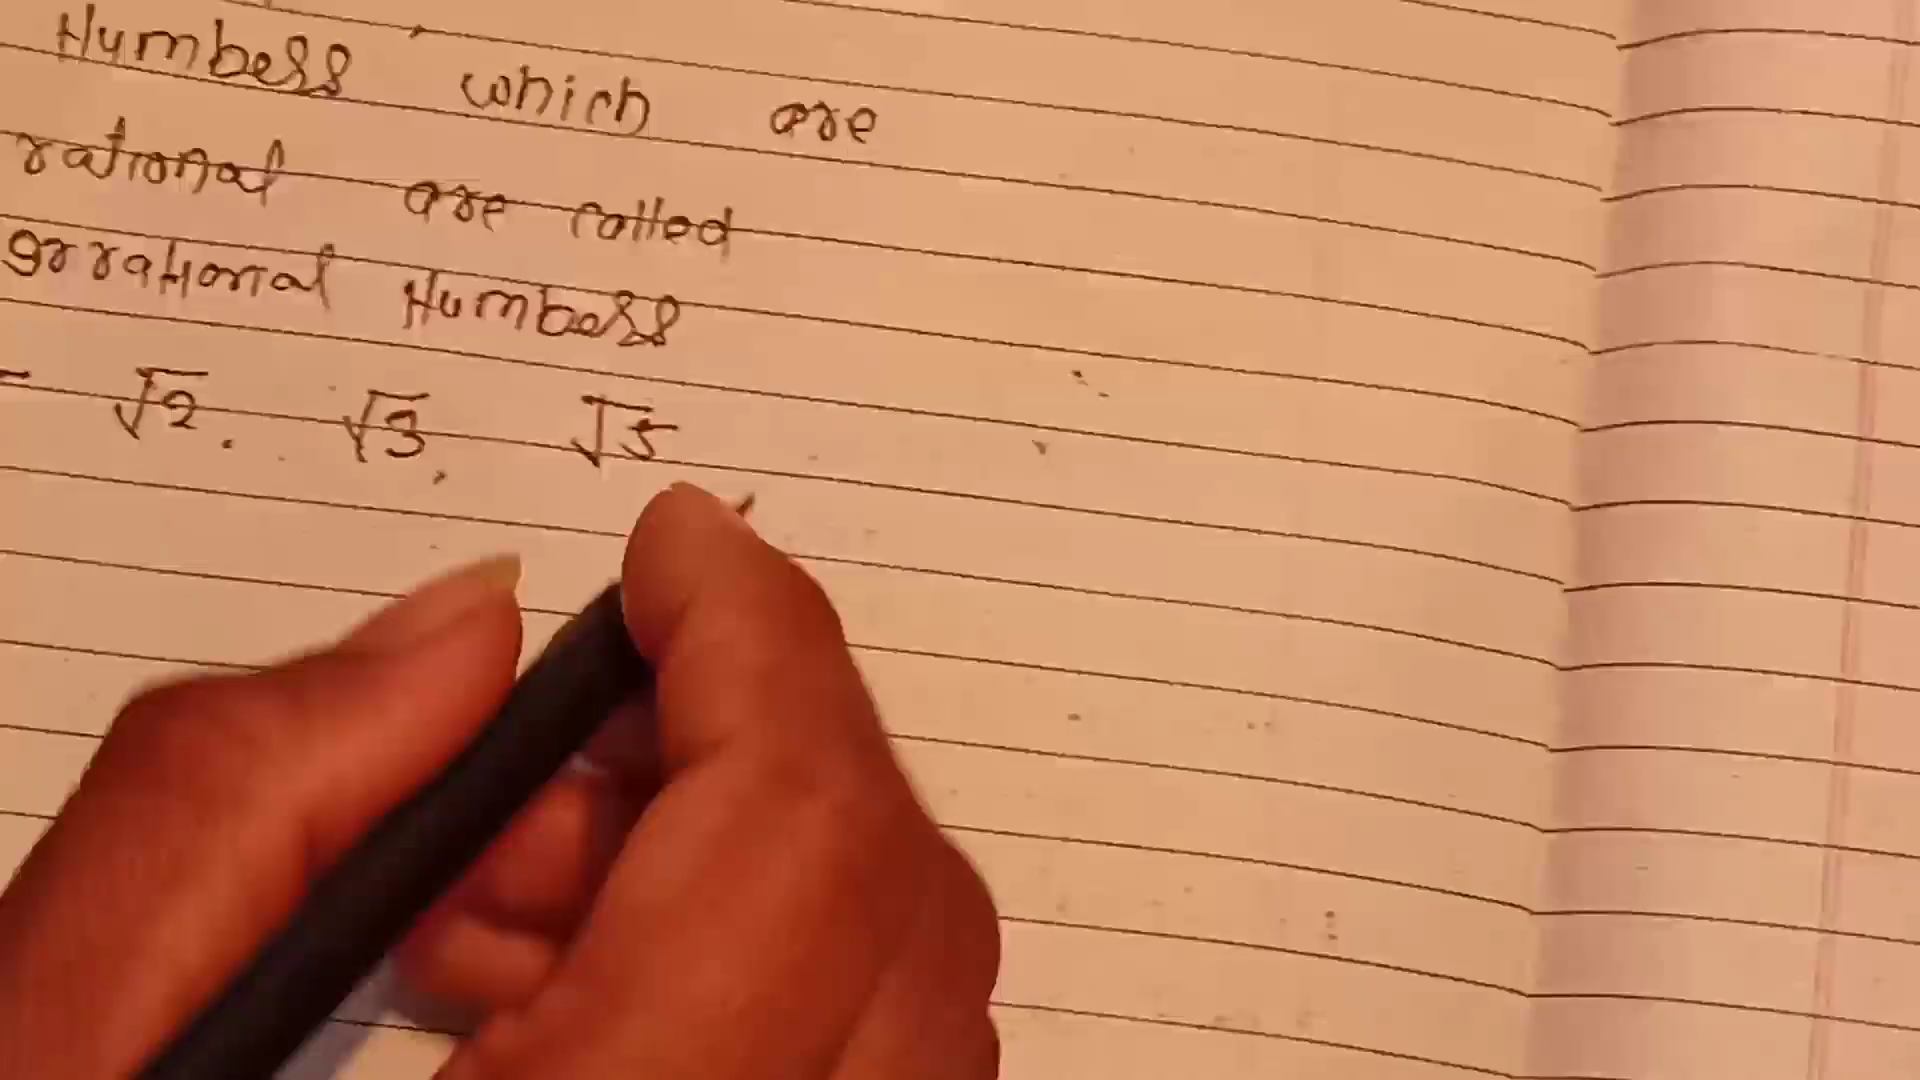 Numbers which are
rational are called
Irrational Numbers
- √2, √3, √5